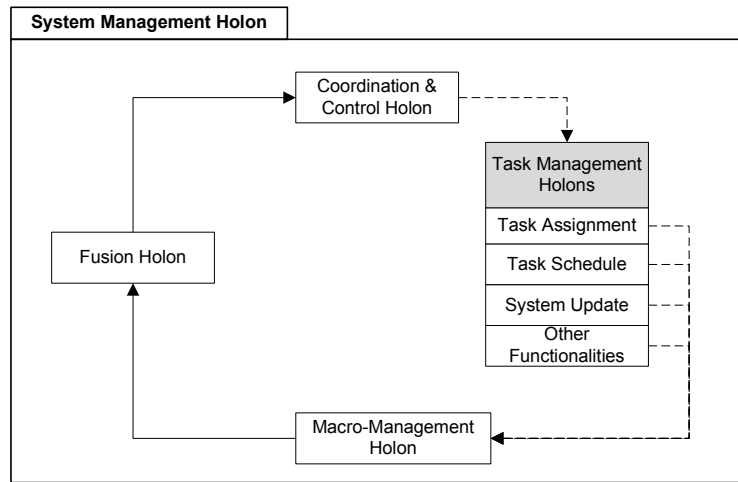 System Management Holon
Coordination &
Control Holon
Task Management
Holons
Task Assignment
Fusion Holon
Task Schedule
System Update
Other
Functionalities
Macro-Management
Holon